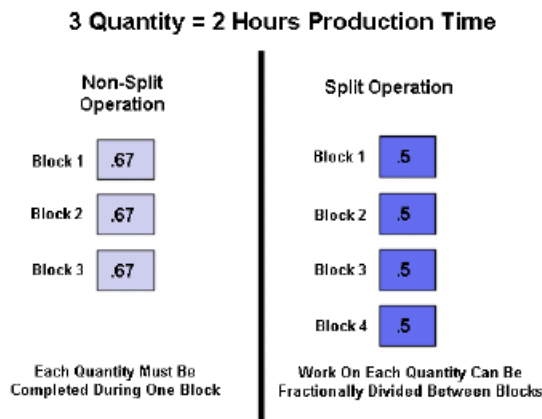 3 Quantity = 2 Hours Production Time
Non-Split
Operation
Block 1 .67
Block 2 .67
Block 3 .67
Each Quantity Must Be
Completed During One Block
Split Operation
Block 1 .5
Block 2 .5
Block 3 .5
Block 4 .5
Work On Each Quantity Can Be
Fractionally Divided Between Blocks